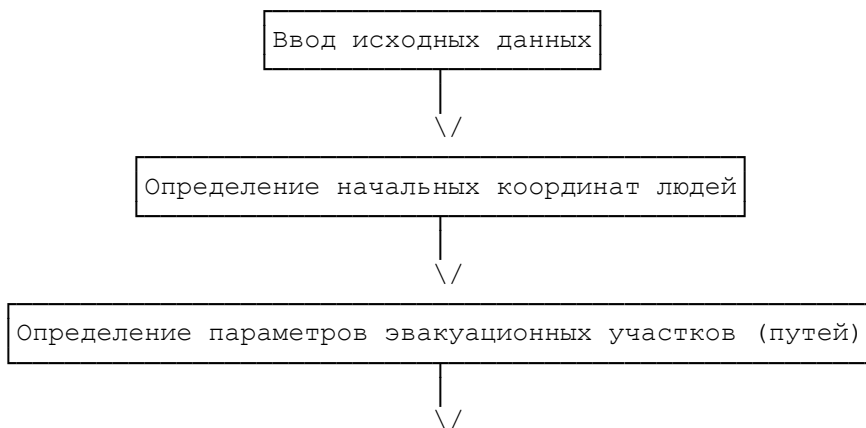 Ввод исходных данных
Определение начальных координат людей
Определение параметров эвакуационных участков (путей)